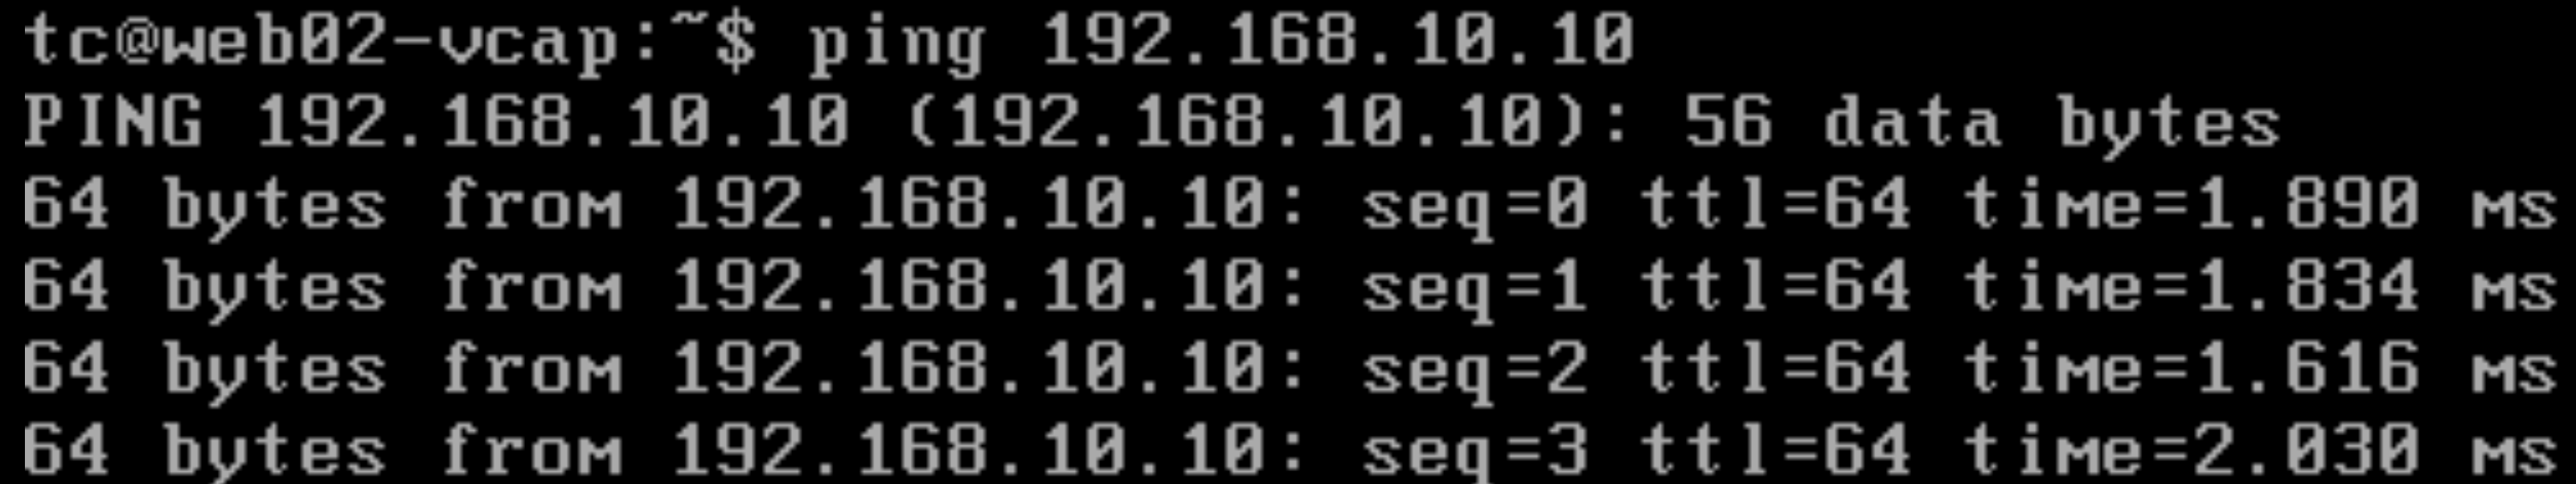 tc@web02-vcap:~$ ping 192.168.10.10
PING 192.168.10.10 (192.168.10.10): 56 data bytes
64 bytes from 192.168.10.10: seq=0 ttl=64 time=1.890 ms
64 bytes from 192.168.10.10: seq=1 ttl=64 time=1.834 ms
64 bytes from 192.168.10.10: seq=2 ttl=64 time=1.616 ms
64 bytes from 192.168.10.10: seq=3 ttl=64 time=2.030 ms